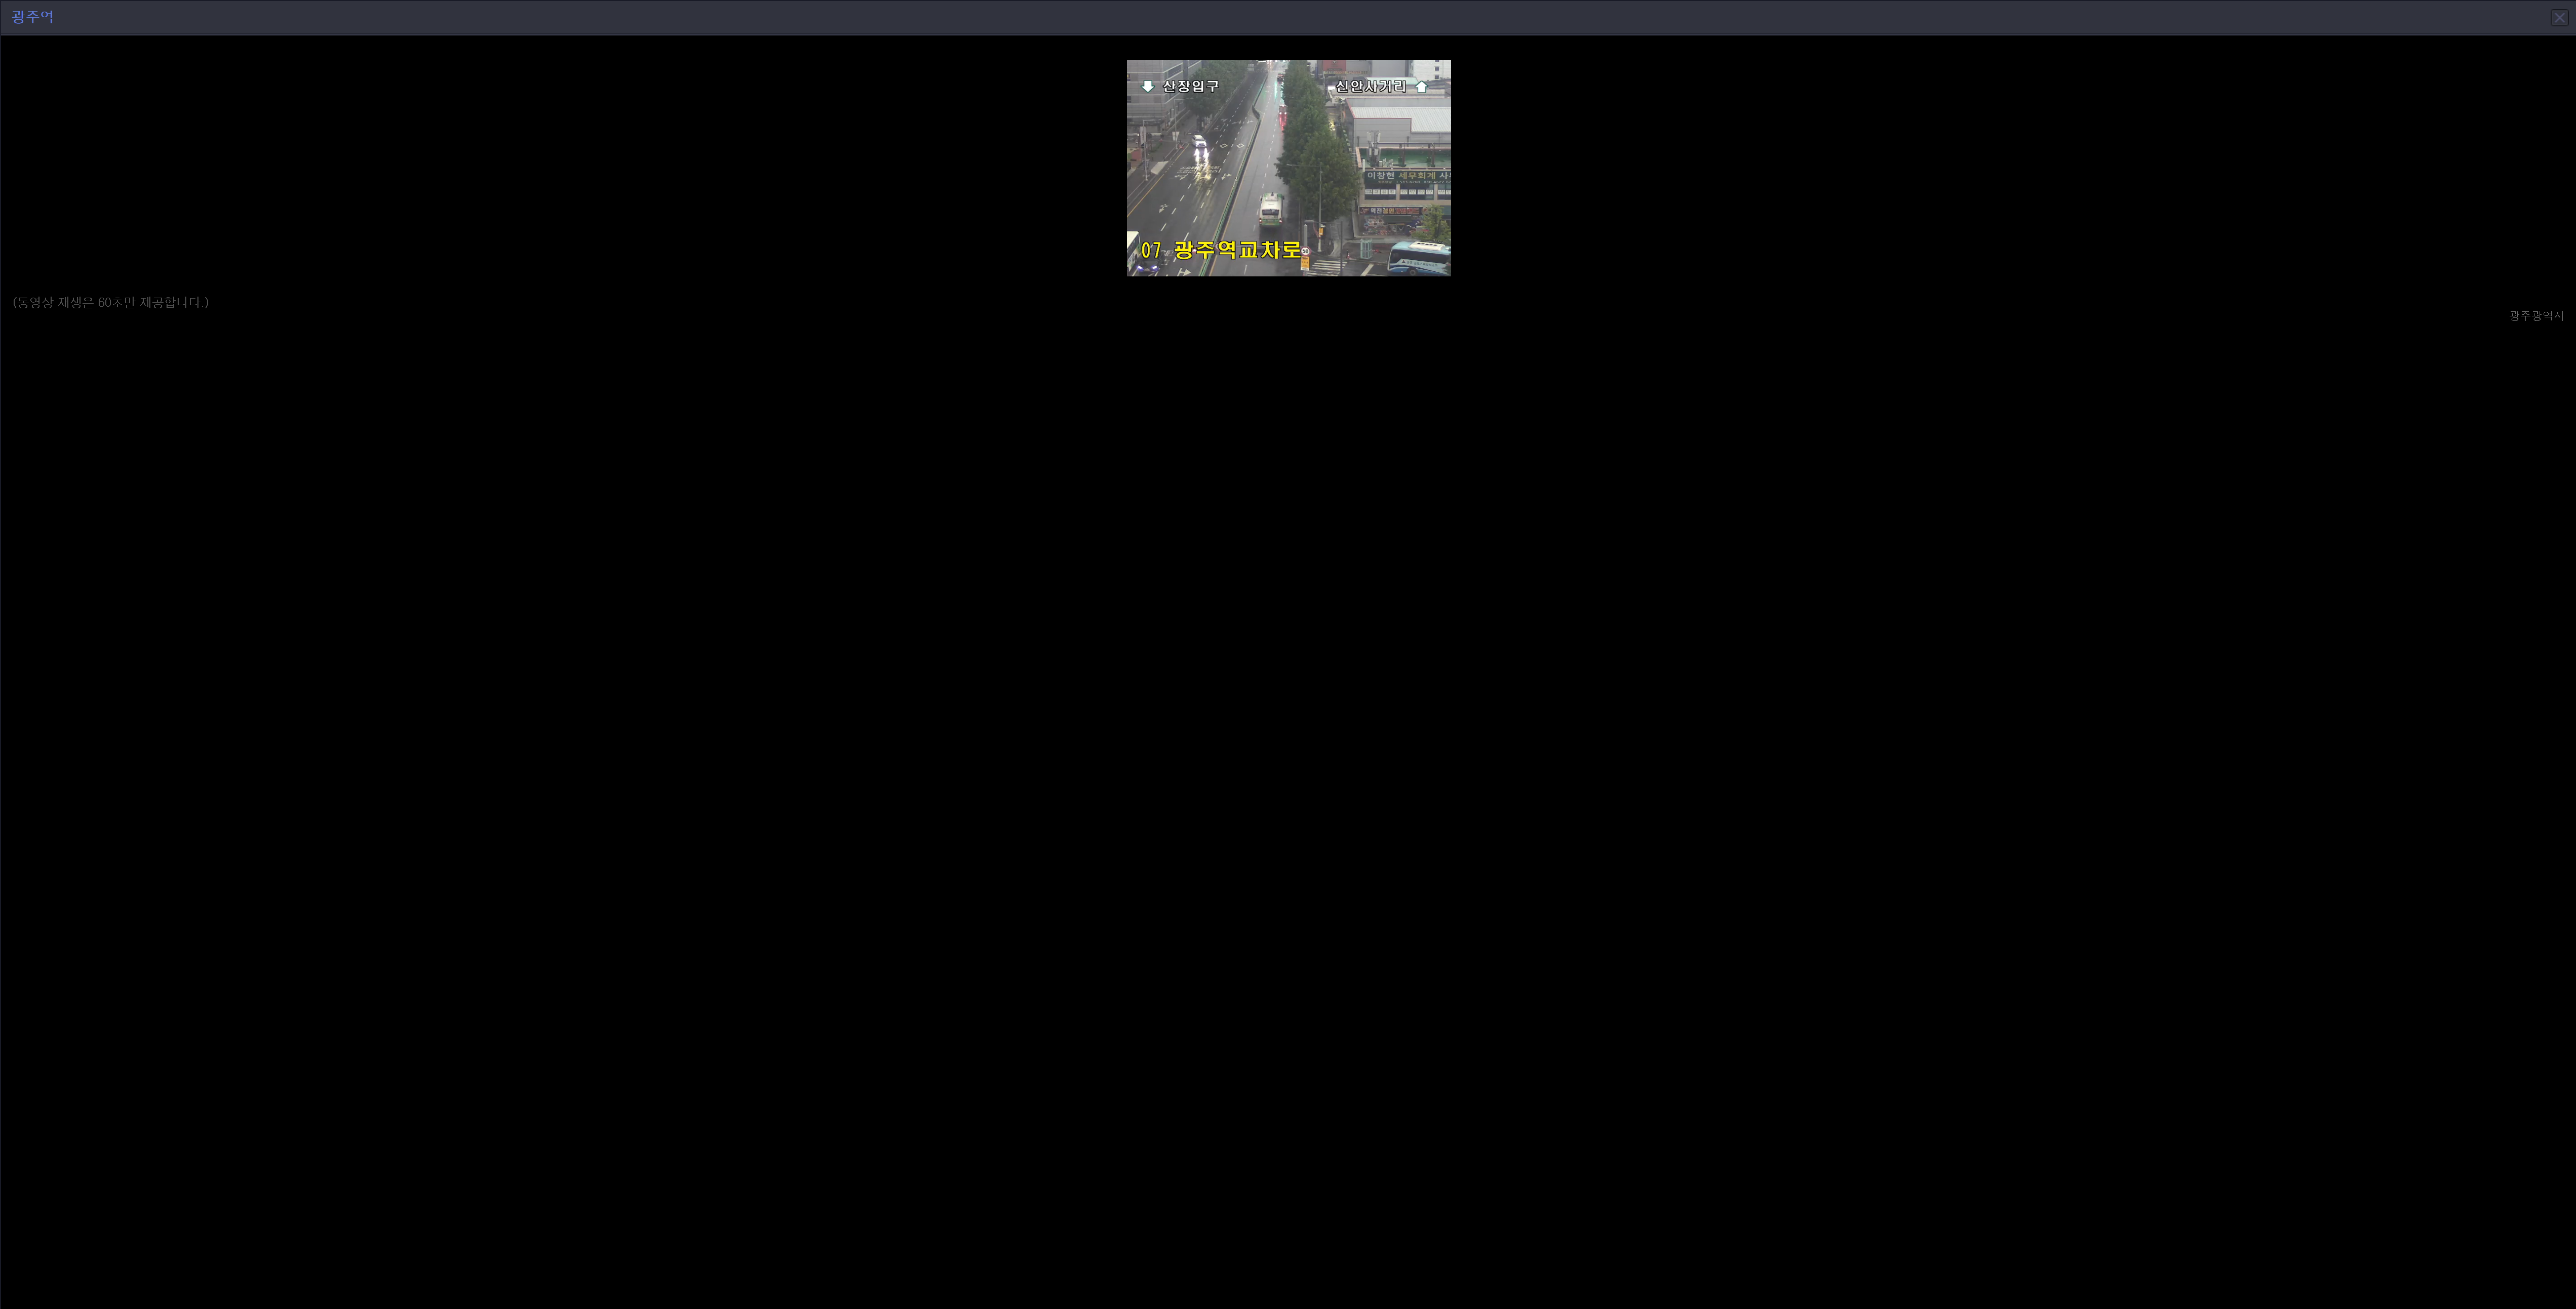 광주역
산장입구
신안사거리
이창현 세무회계
07 광주역교차로
(동영상 재생은 60초만 제공합니다.)
광주광역시